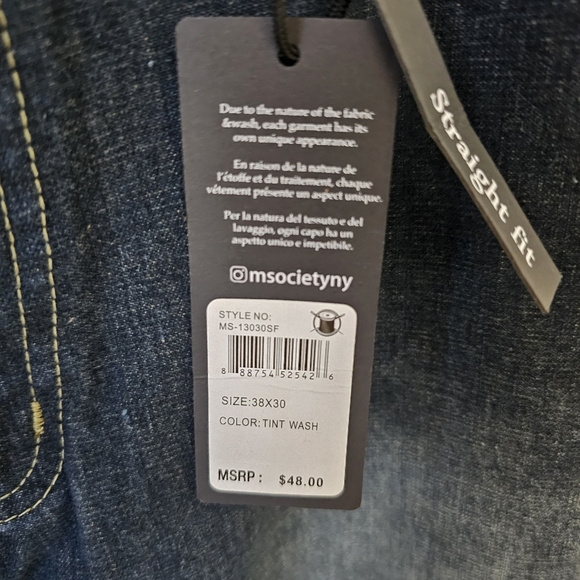 Due to the nature of the fabric
&wash, each garment has its
own unique appearance.
En raison de la nature de
l'étoffe et du traitement, chaque
vêtement présente un aspect unique.
Per la natura del tessuto e del
lavaggio, ogni capo ha un
aspetto unico e impetibile.
msocietyny
Straight fit
STYLE NO:
MS-13030SF
8 88754 52542 6
SIZE:38X30
COLOR:TINT WASH
MSRP: $48.00